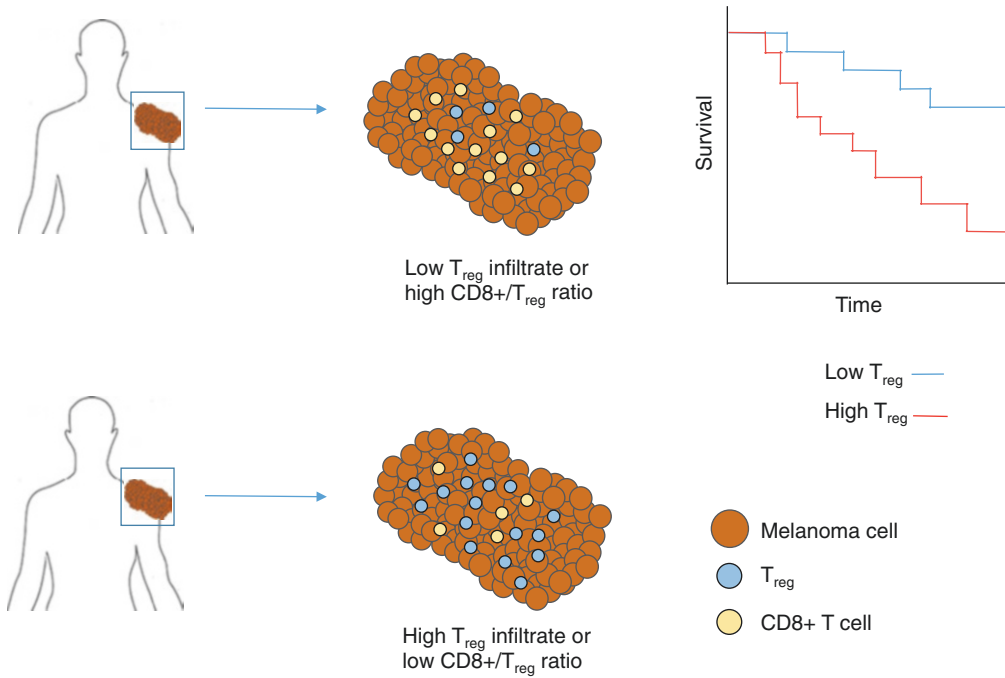 Survival
Time
Low Treg infiltrate or
high CD8+/Treg ratio
Low Treg
High Treg
Melanoma cell
Treg
CD8+ T cell
High Treg infiltrate or
low CD8+/Treg ratio